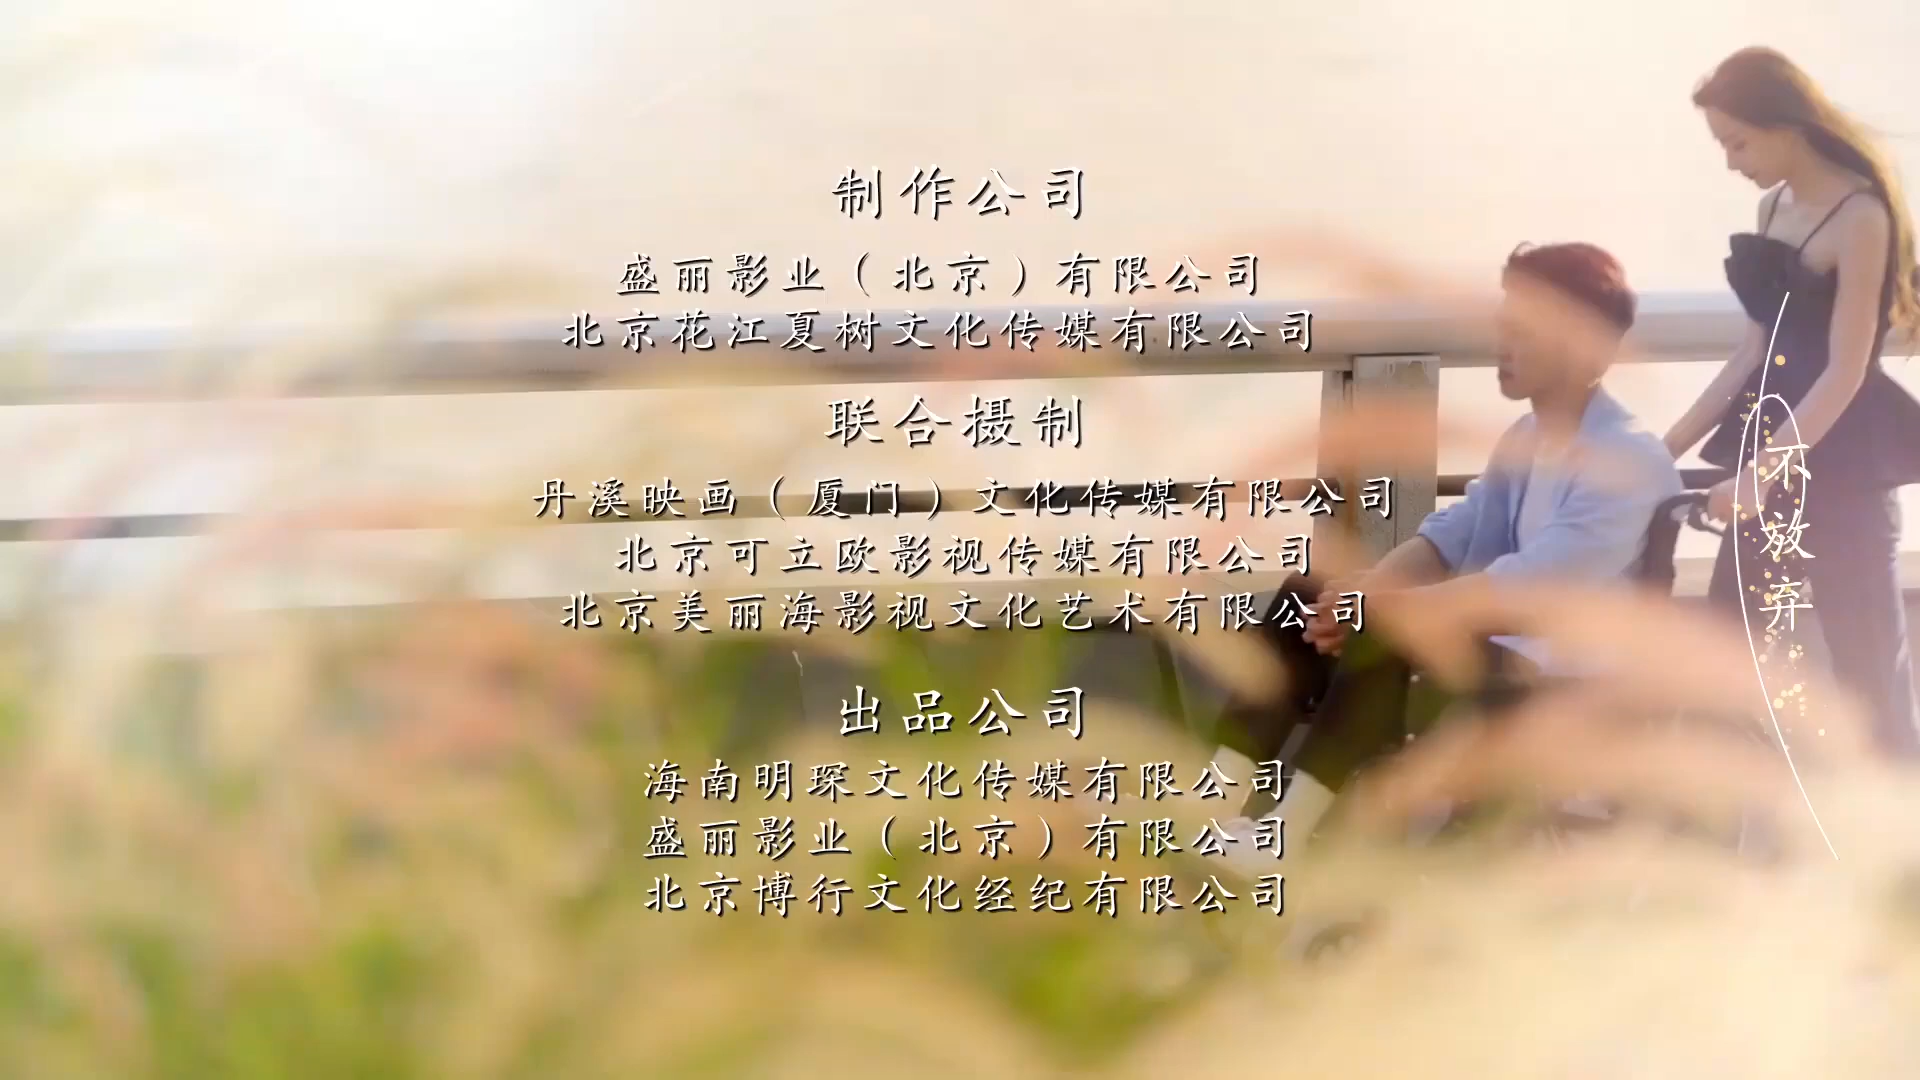 制作公司
盛丽影业（北京）有限公司
北京花江夏树文化传媒有限公司
联合摄制
丹溪映画（厦门）文化传媒有限公司
北京可立欧影视传媒有限公司
北京美丽海影视文化艺术有限公司
出品公司
海南明琛文化传媒有限公司
盛丽影业（北京）有限公司
北京博行文化经纪有限公司
不放弃